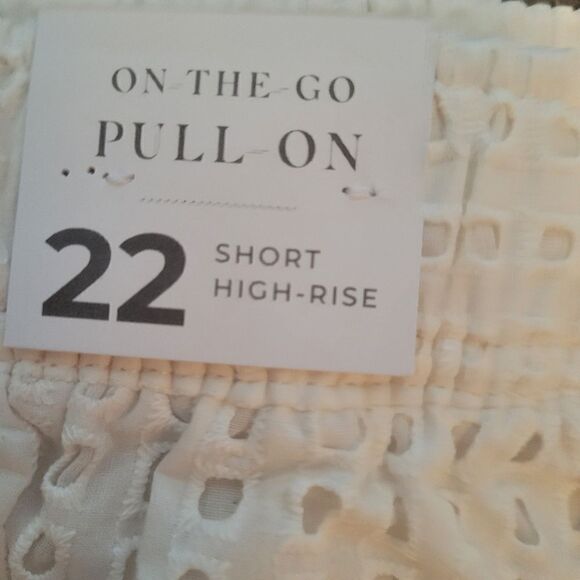 ON-THE-GO
PULL-ON
22
SHORT
HIGH-RISE